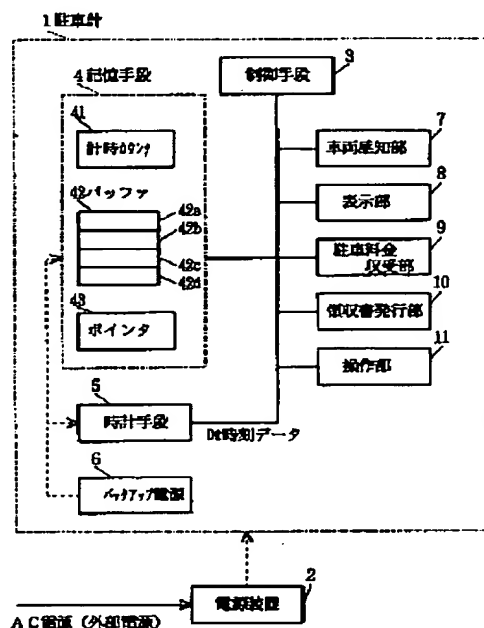 1駐車計
4記憶手段
制御手段
3
41
計時カウンタ
42バッファ
42a
42b
42c
42d
43
ポインタ
5
時計手段
Dt時刻データ
6
バックアップ電源
7
車両感知部
8
表示部
9
駐車料金
収受部
10
領収書発行部
11
操作部
2
電源装置
AC電源 (外部電源)